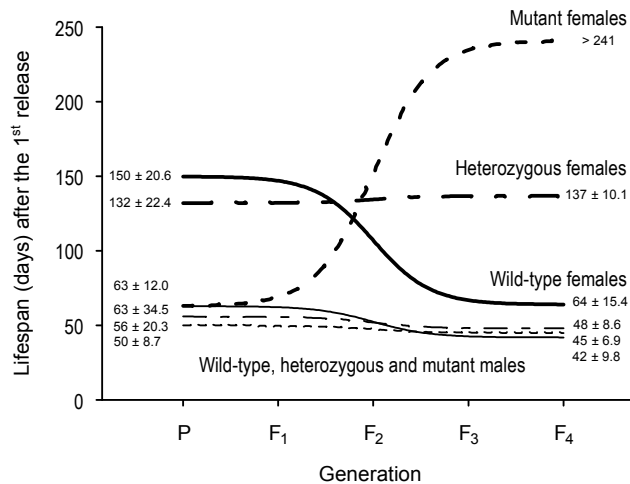 Mutant females
> 241
250
200
150
100
50
0
Lifespan (days) after the 1st release
150 ± 20.6
132 ± 22.4
63 ± 12.0
63 ± 34.5
56 ± 20.3
50 ± 8.7
Heterozygous females
137 ± 10.1
Wild-type females
64 ± 15.4
48 ± 8.6
45 ± 6.9
42 ± 9.8
Wild-type, heterozygous and mutant males
P F1 F2 F3 F4
Generation